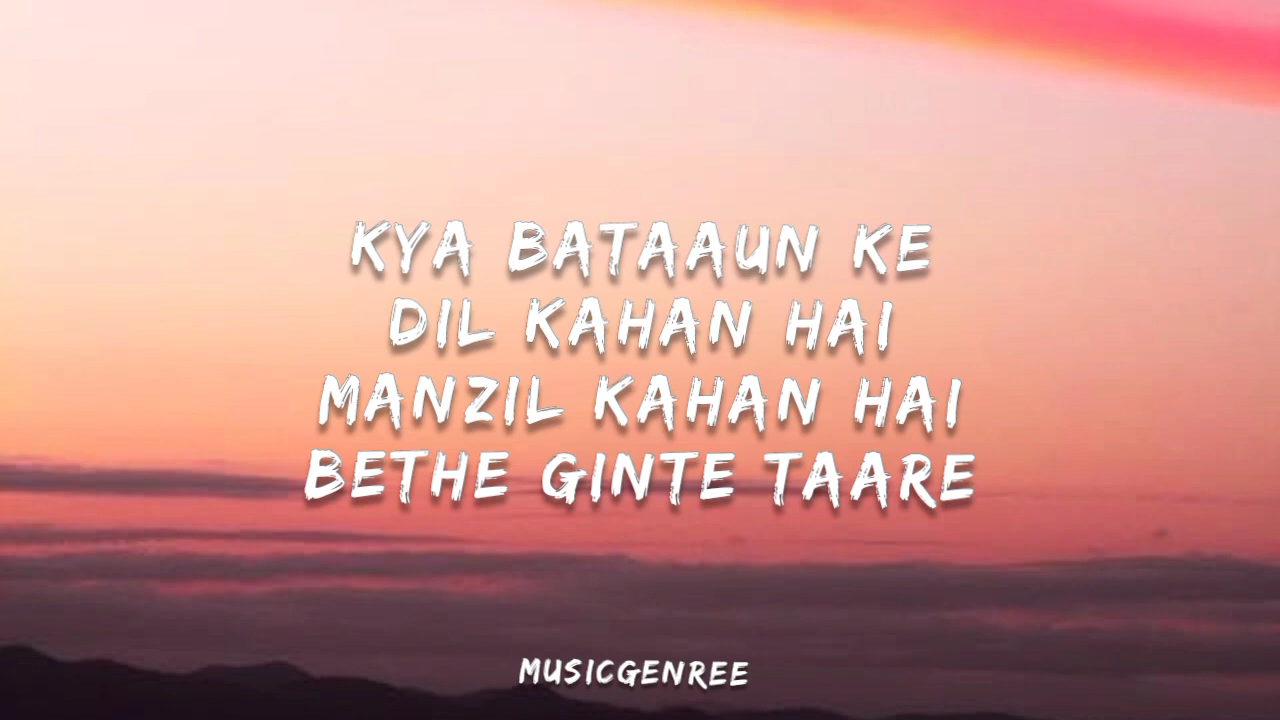 KYA BATAAUN KE
DIL KAHAN HAI
MANZIL KAHAN HAI
BETHE GINTE TAARE
MUSICGENREE